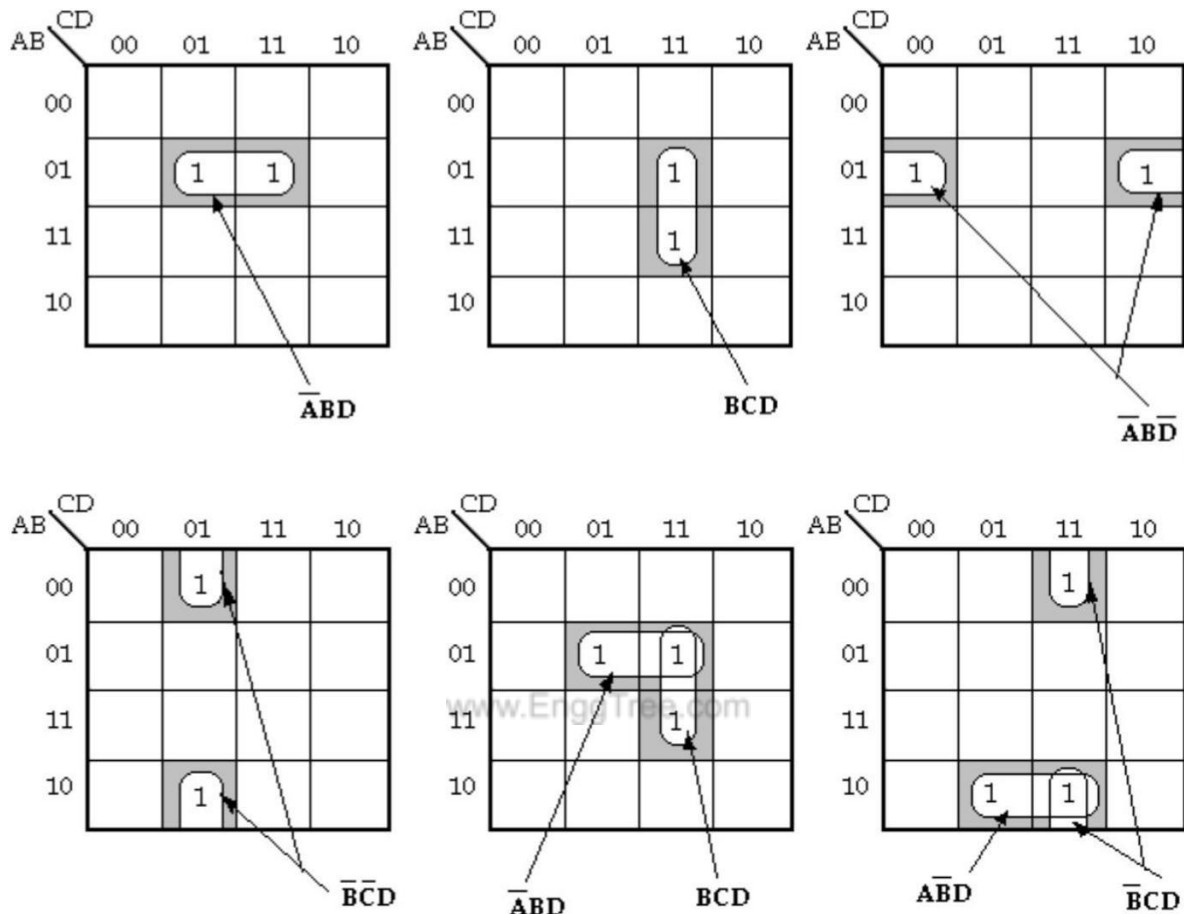 CD CD CD
AB 00 01 11 10 AB 00 01 11 10 AB 00 01 11 10
00 00 00
01 1 1 01 1 01 1 1
11 11 1 11
10 10 10
A̅BD BCD A̅BD̅
CD CD CD
AB 00 01 11 10 AB 00 01 11 10 AB 00 01 11 10
00 1 00 00 1
01 01 1 1 01
www.EnggTree.com
11 11 1 11
10 1 10 10 1 1
B̅C̅D A̅BD BCD AB̅D B̅CD